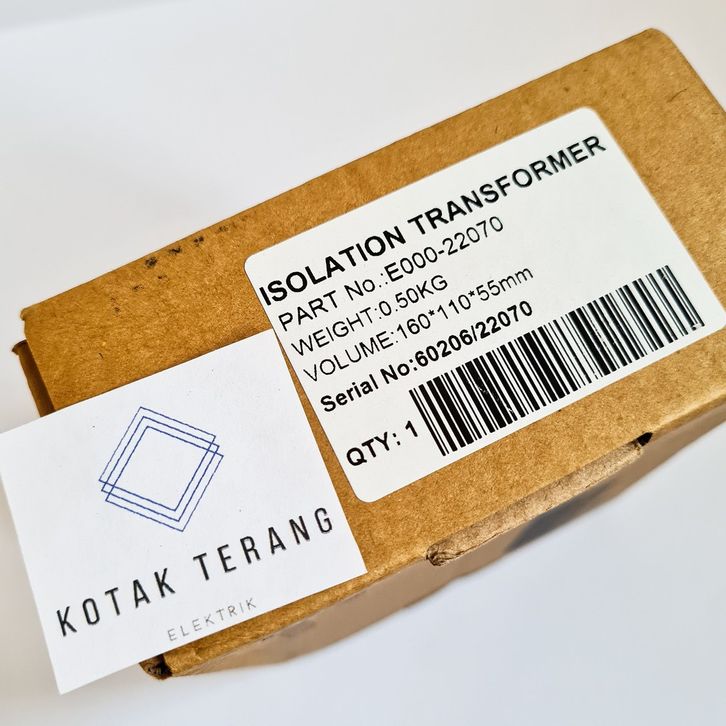 ISOLATION TRANSFORMER
PART No.:E000-22070
WEIGHT:0.50KG
VOLUME:160*110*55mm
Serial No:60206/22070
QTY: 1
KOTAK TERANG
ELEKTRIK